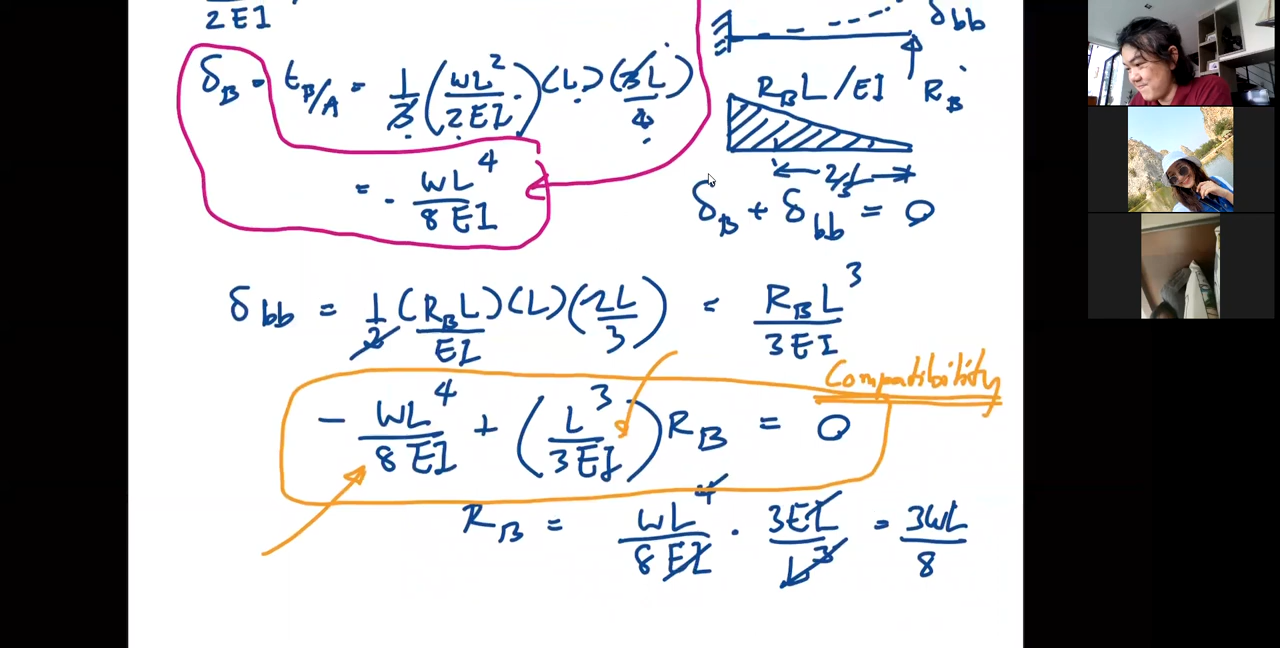 2EI
δbb
δB = tB/A = 1/3 (WL²/2EI) (L) (3L/4)
RBL/EI
RB
= - WL⁴/8EI
2/3L
δB + δbb = 0
δbb = 1/2 (RBL/EI) (L) (2L/3) = RBL³/3EI
Compatibility
- WL⁴/8EI + (L³/3EI) RB = 0
RB = WL⁴/8EI · 3EI/L³ = 3WL/8